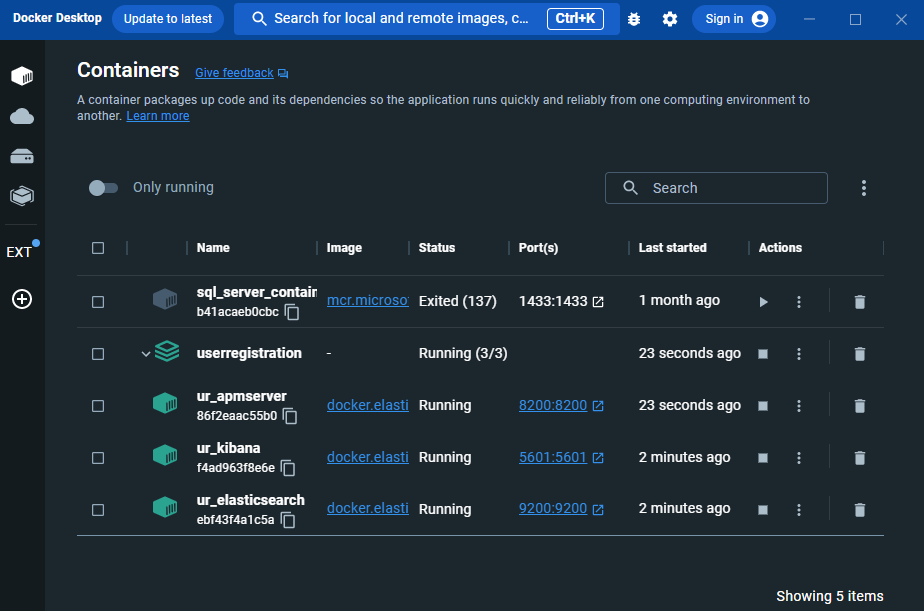 Docker Desktop Update to latest Search for local and remote images, c... Ctrl+K Sign in
Containers Give feedback
A container packages up code and its dependencies so the application runs quickly and reliably from one computing environment to
another. Learn more
Only running Search
EXT
Name Image Status Port(s) Last started Actions
sql_server_contain
mcr.microso Exited (137) 1433:1433 1 month ago
b41acaeb0cbc
userregistration - Running (3/3) 23 seconds ago
ur_apmserver
docker.elasti Running 8200:8200 23 seconds ago
86f2eaac55b0
ur_kibana
docker.elasti Running 5601:5601 2 minutes ago
f4ad963f8e6e
ur_elasticsearch
docker.elasti Running 9200:9200 2 minutes ago
ebf43f4a1c5a
Showing 5 items